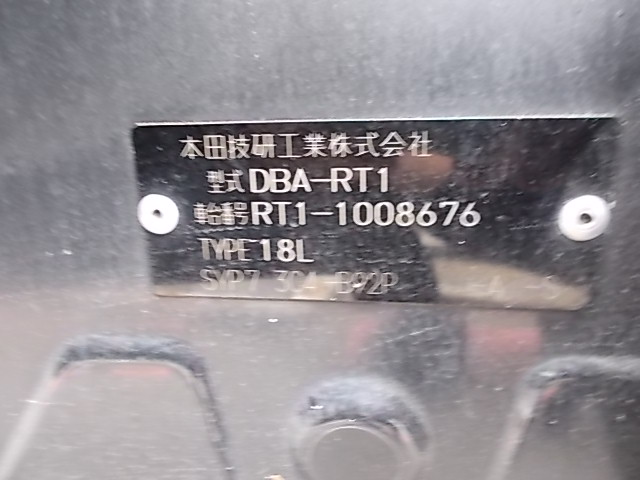 本田技研工業株式会社
型式 DBA-RT1
車台番号 RT1-1008676
TYPE 18L